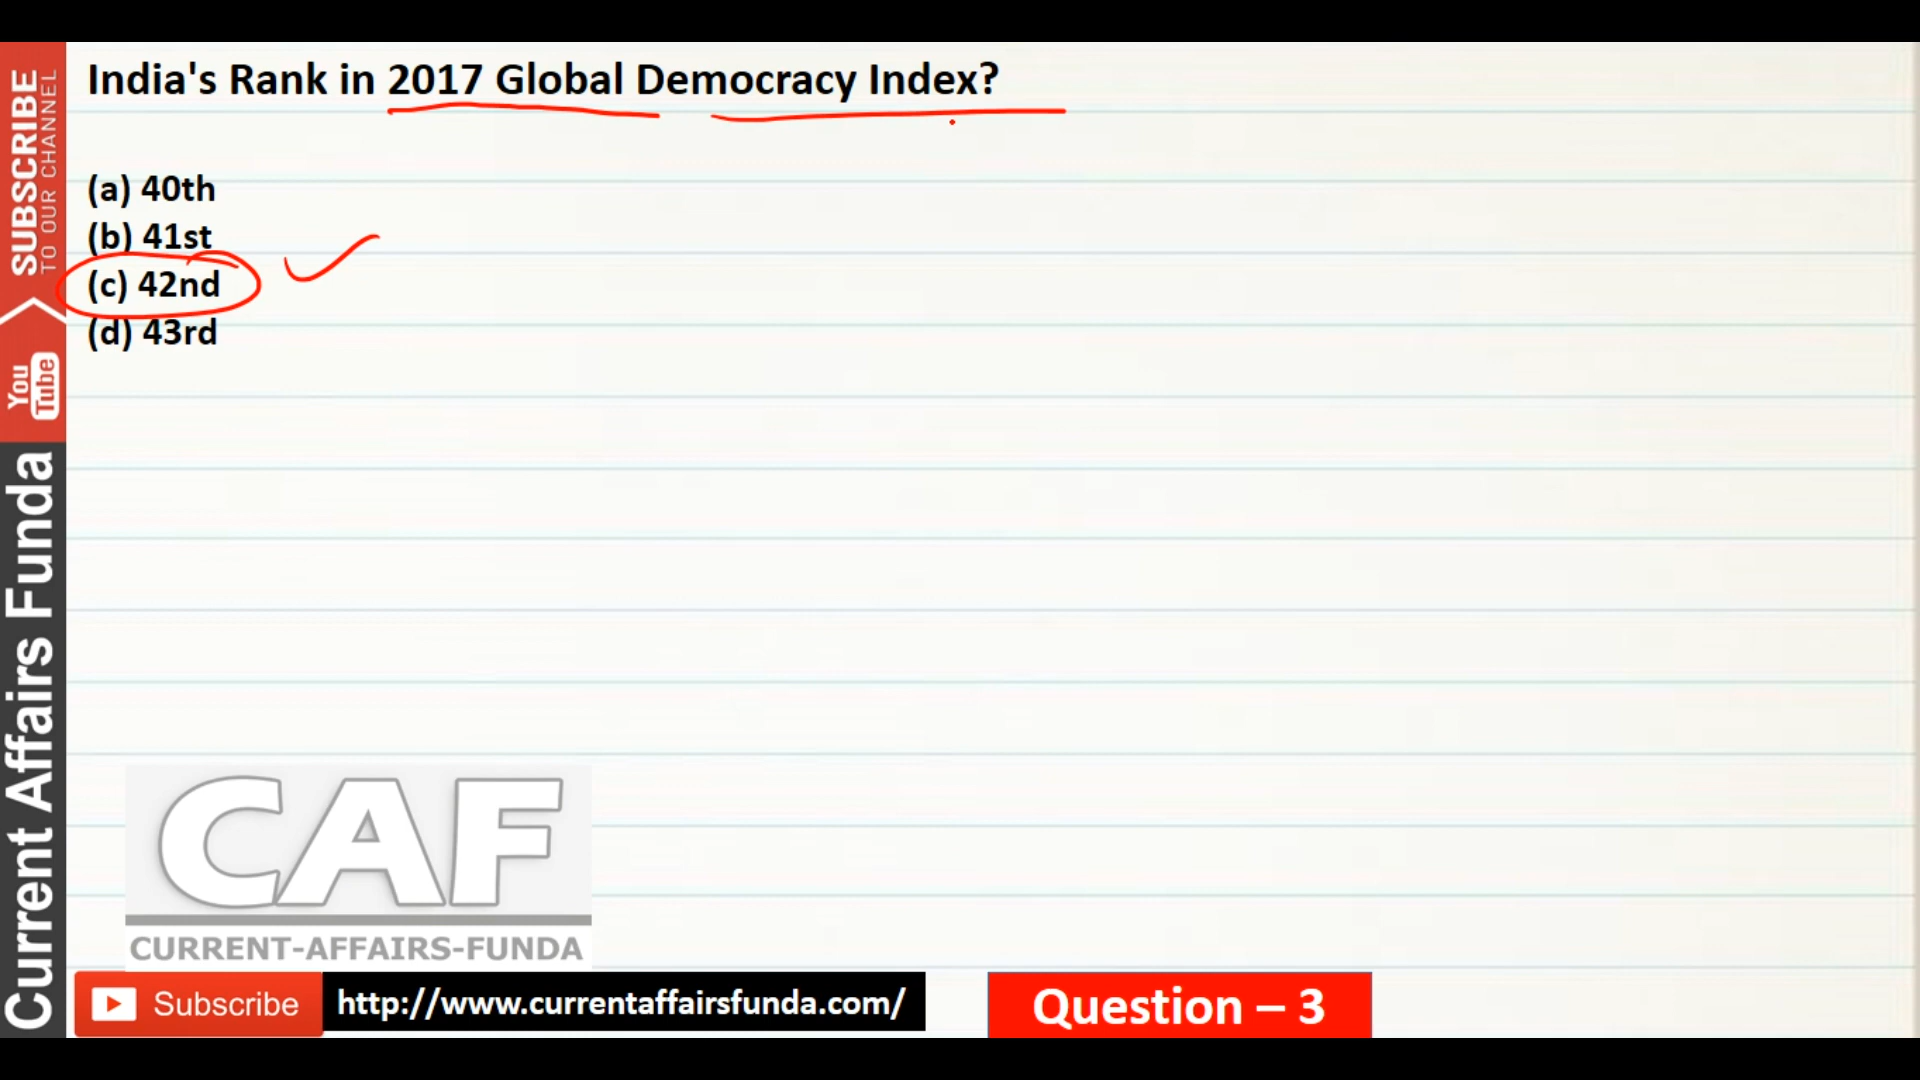 India's Rank in 2017 Global Democracy Index?
(a) 40th
(b) 41st
(c) 42nd
(d) 43rd
SUBSCRIBE
TO OUR CHANNEL
You
Tube
Current Affairs Funda
CAF
CURRENT-AFFAIRS-FUNDA
Subscribe
http://www.currentaffairsfunda.com/
Question – 3